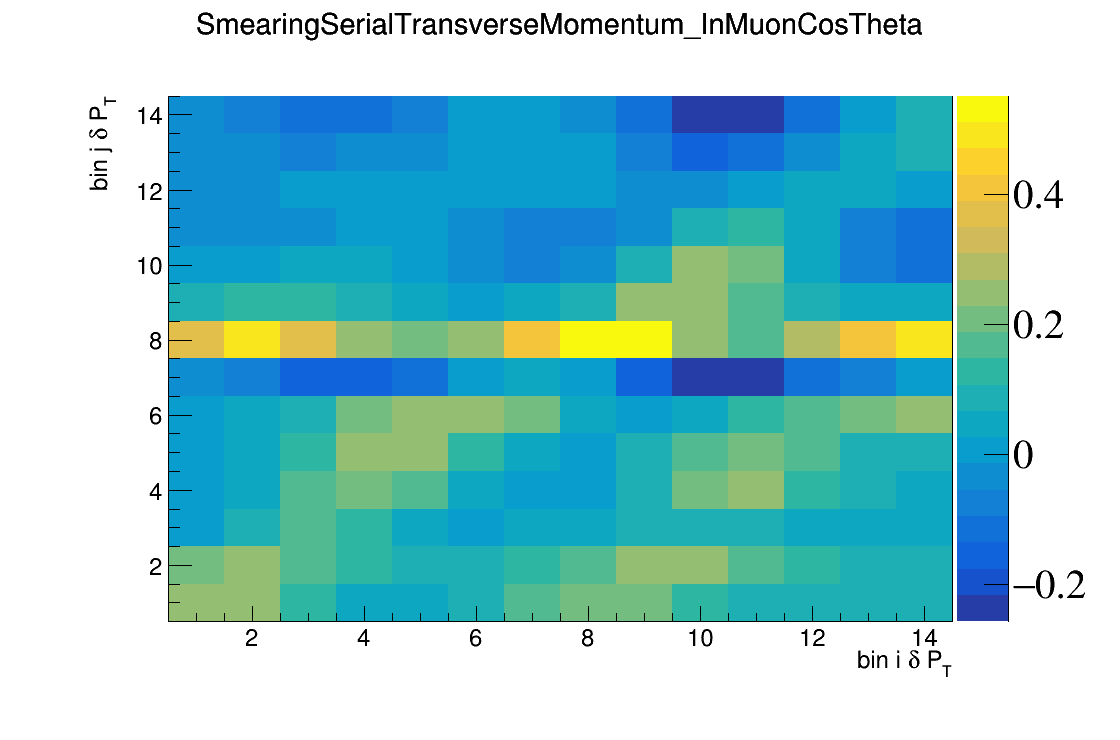 SmearingSerialTransverseMomentum_InMuonCosTheta
bin j δ P_T
14
12
10
8
6
4
2
2 4 6 8 10 12 14
bin i δ P_T
0.4
0.2
0
−0.2